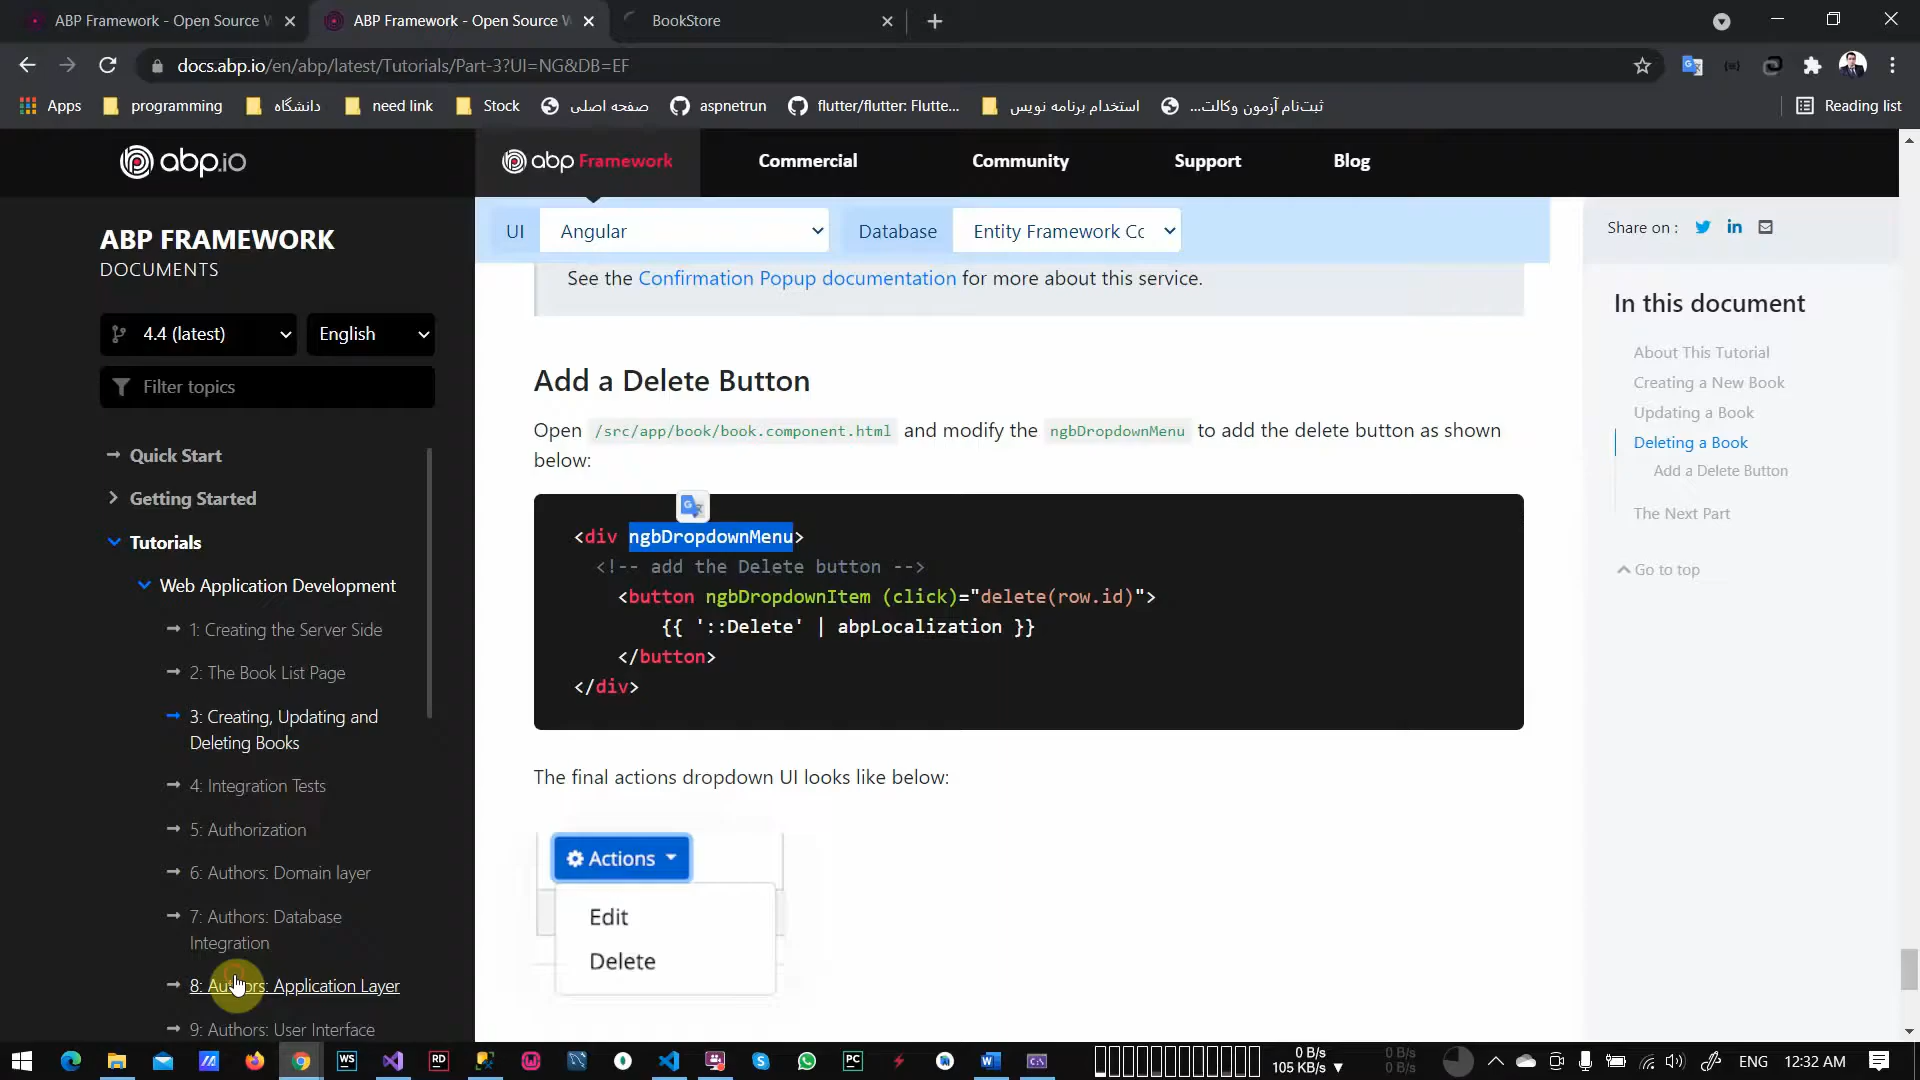 ABP Framework - Open Source W
ABP Framework - Open Source W
BookStore
docs.abp.io/en/abp/latest/Tutorials/Part-3?UI=NG&DB=EF
Apps
programming
دانشگاه
need link
Stock
صفحه اصلی
aspnetrun
flutter/flutter: Flutte...
استخدام برنامه نویس
ثبت‌نام آزمون وکالت...
Reading list
abp.io
abp Framework
Commercial
Community
Support
Blog
UI
Angular
Database
Entity Framework Cc
Share on :
ABP FRAMEWORK
DOCUMENTS
4.4 (latest)
English
Filter topics
Quick Start
Getting Started
Tutorials
Web Application Development
1: Creating the Server Side
2: The Book List Page
3: Creating, Updating and
Deleting Books
4: Integration Tests
5: Authorization
6: Authors: Domain layer
7: Authors: Database
Integration
8: Authors: Application Layer
9: Authors: User Interface
See the Confirmation Popup documentation for more about this service.
Add a Delete Button
Open /src/app/book/book.component.html and modify the ngbDropdownMenu to add the delete button as shown
below:
<div ngbDropdownMenu>
<!-- add the Delete button -->
<button ngbDropdownItem (click)="delete(row.id)">
{{ '::Delete' | abpLocalization }}
</button>
</div>
The final actions dropdown UI looks like below:
Actions
Edit
Delete
In this document
About This Tutorial
Creating a New Book
Updating a Book
Deleting a Book
Add a Delete Button
The Next Part
Go to top
WS
RD
PC
0 B/s
105 KB/s
0 B/s
0 B/s
ENG
12:32 AM